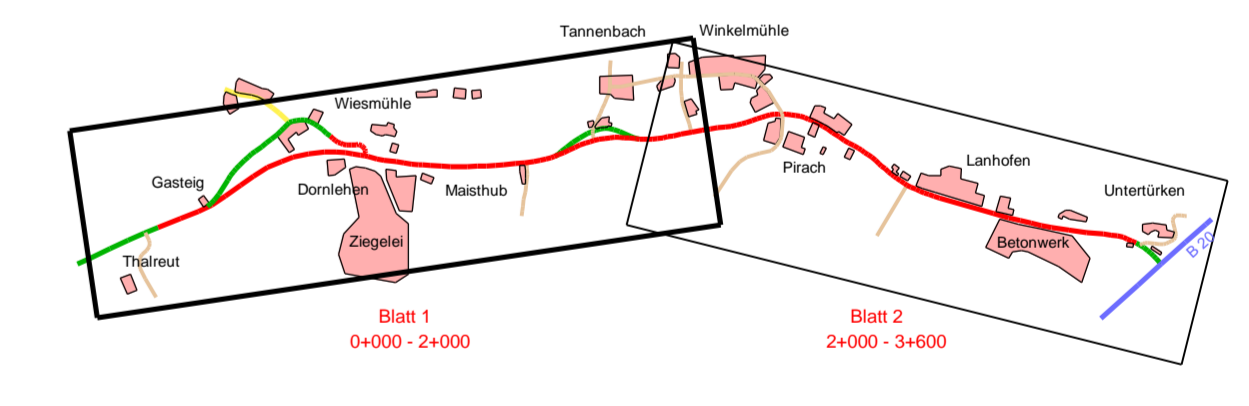 Tannenbach
Winkelmühle
Wiesmühle
Gasteig
Dornlehen
Maisthub
Pirach
Lanhofen
Untertürken
Thalreut
Ziegelei
Betonwerk
B 20
Blatt 1
0+000 - 2+000
Blatt 2
2+000 - 3+600